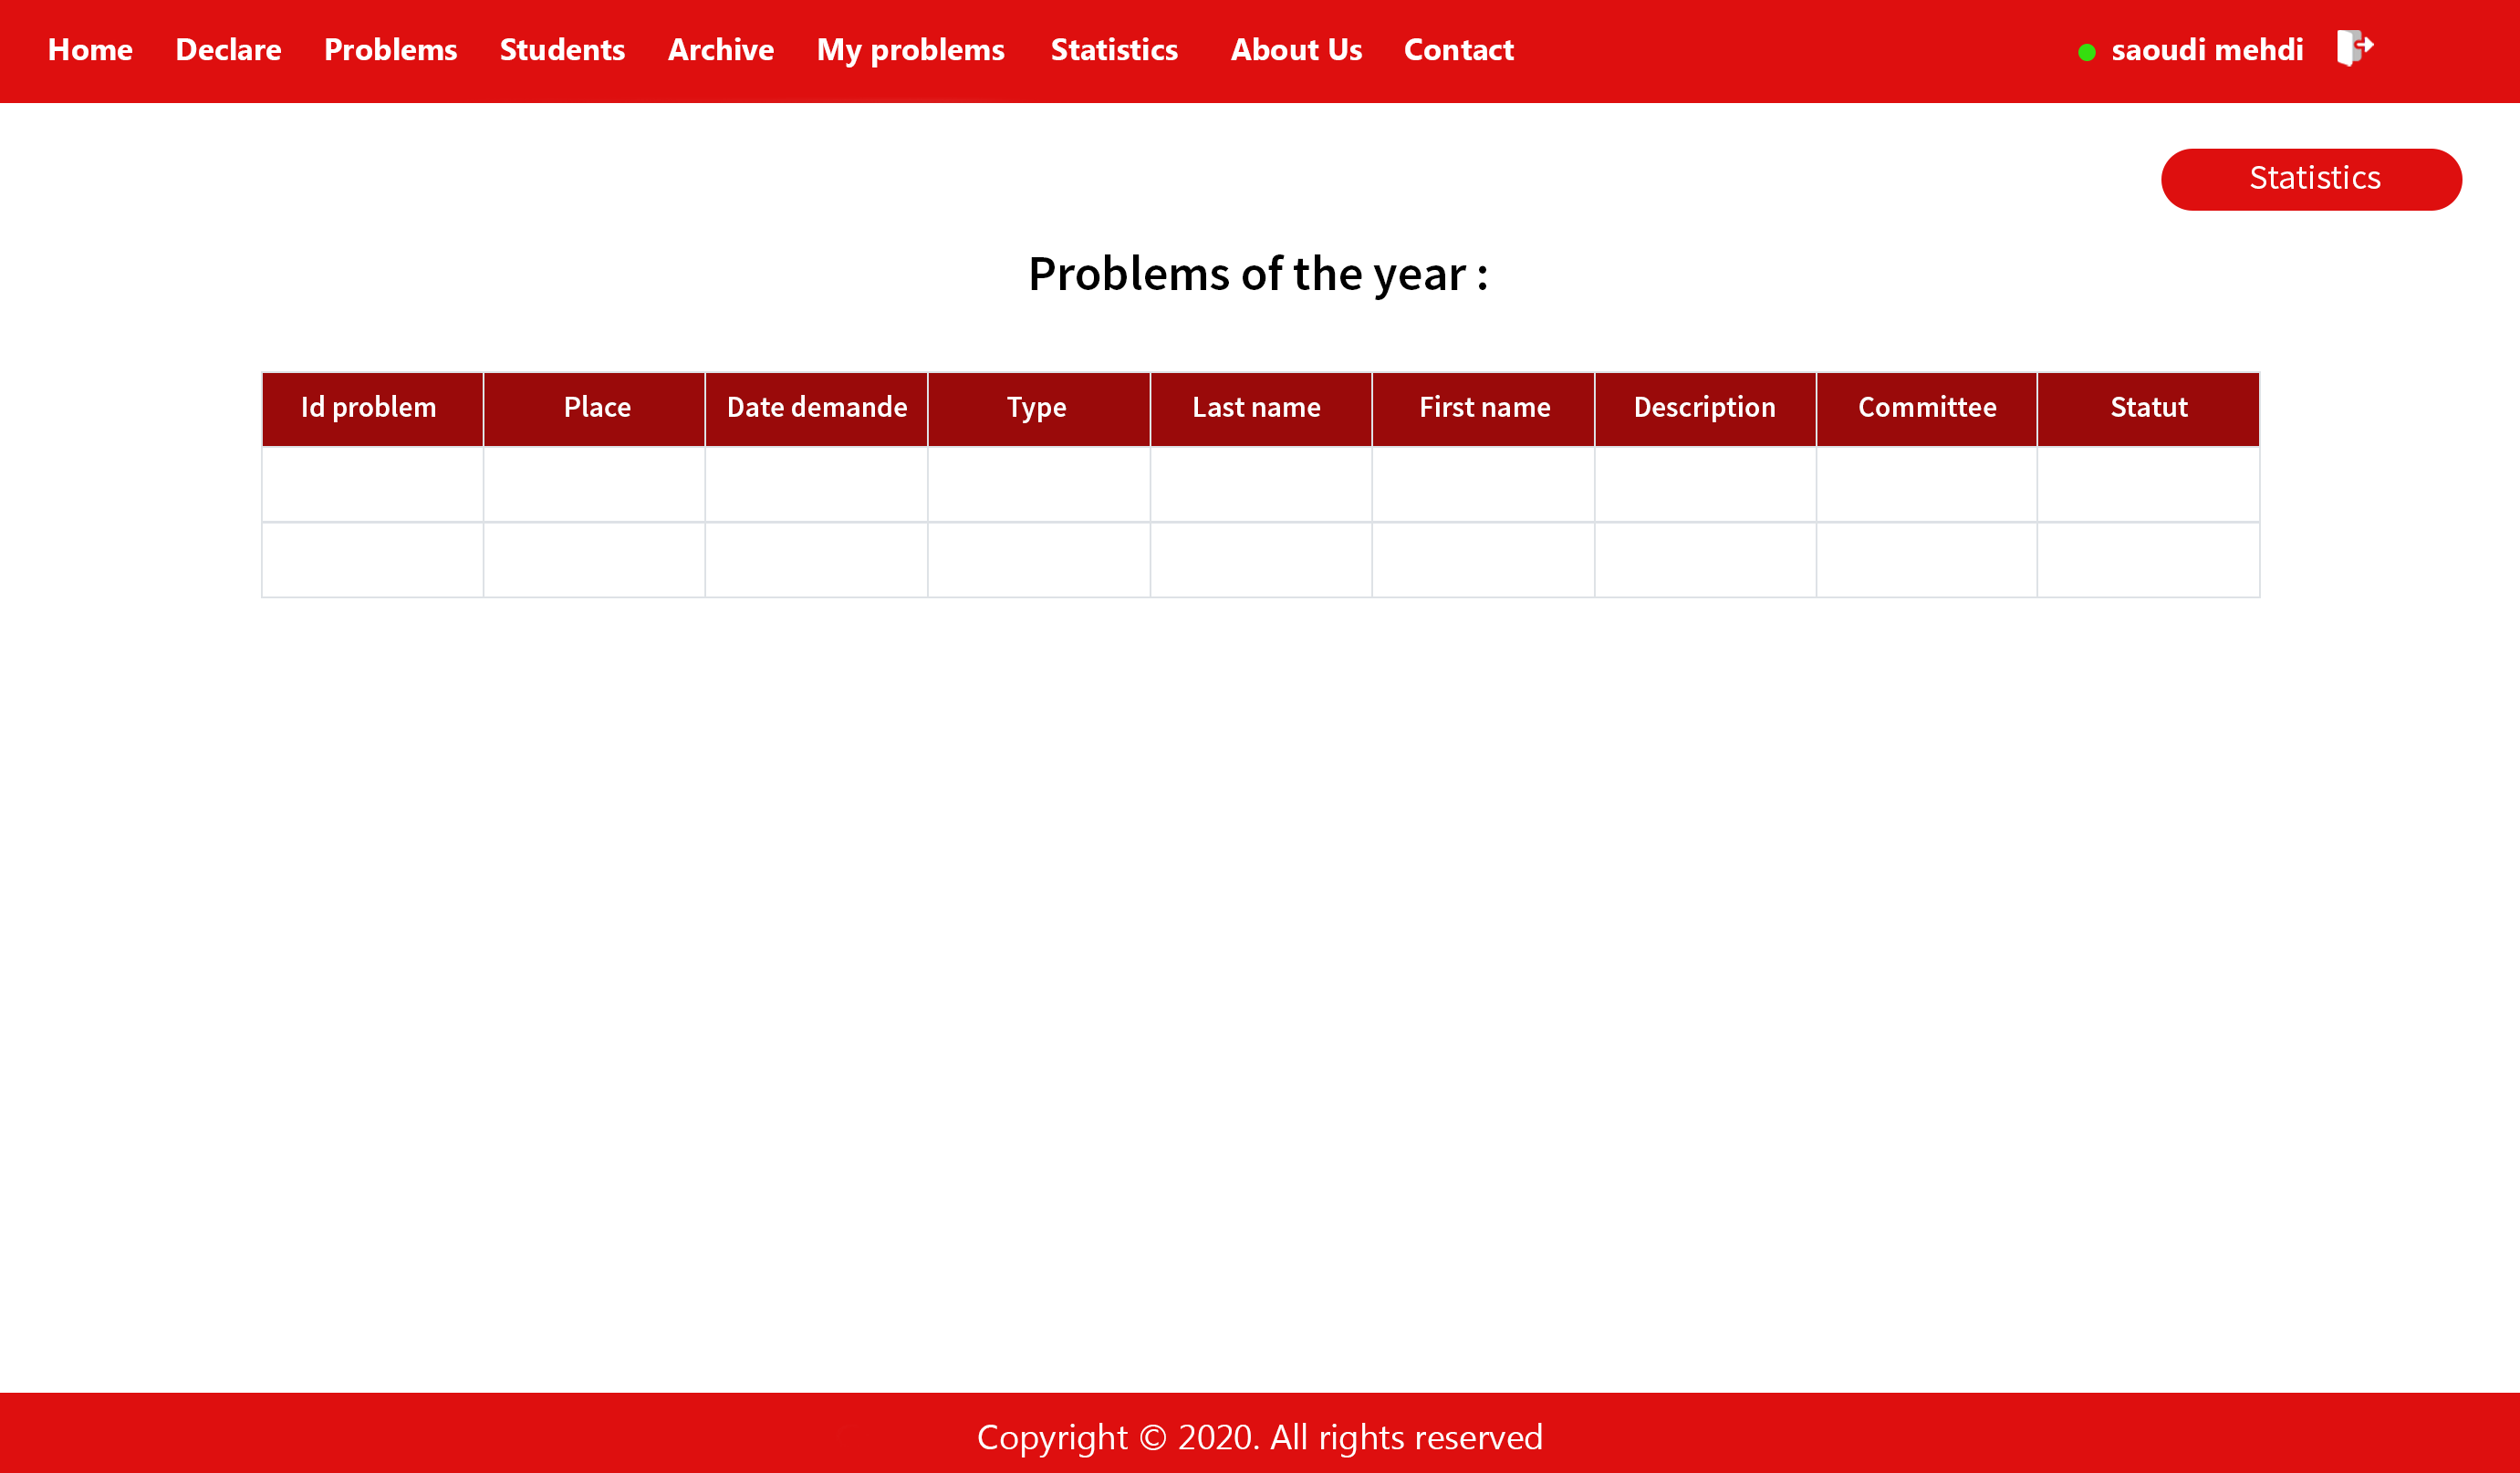 Home Declare Problems Students Archive My problems Statistics About Us Contact saoudi mehdi
Statistics
Problems of the year :
Id problem Place Date demande Type Last name First name Description Committee Statut
Copyright © 2020. All rights reserved